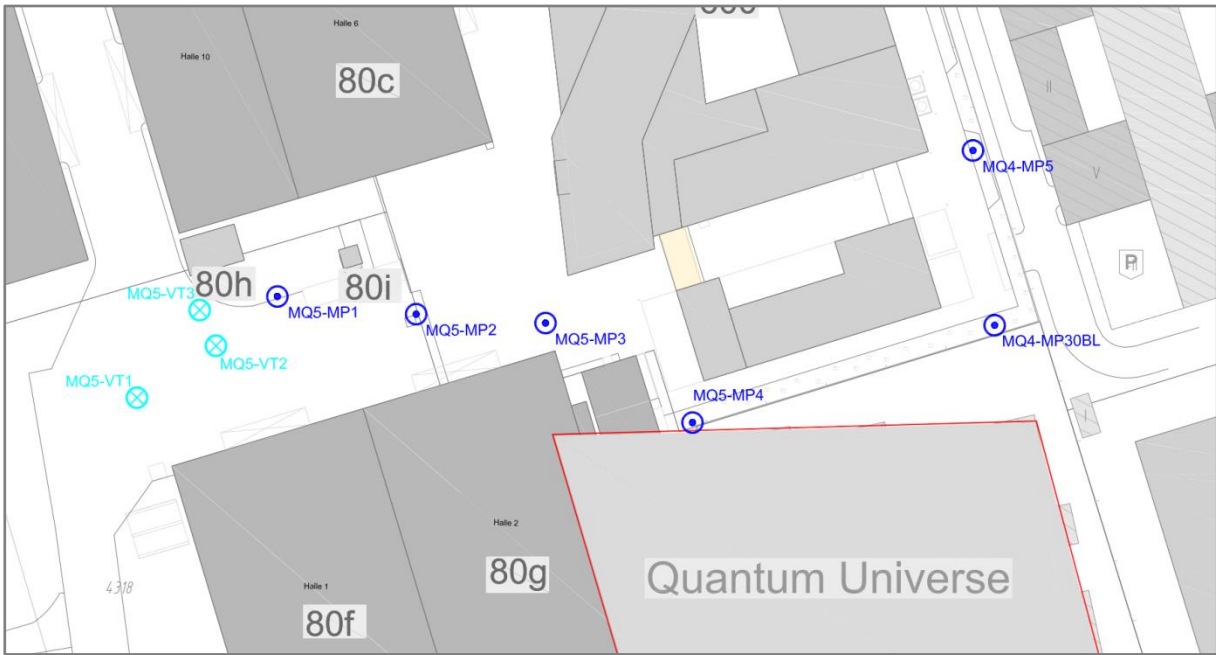 Halle 6
Halle 10
80c
II
MQ4-MP5
V
P
80h
80i
MQ5-VT3
MQ5-MP1
MQ5-MP2
MQ5-MP3
MQ4-MP30BL
MQ5-VT2
MQ5-VT1
MQ5-MP4
I
Halle 2
80g
Quantum Universe
Halle 1
4318
80f